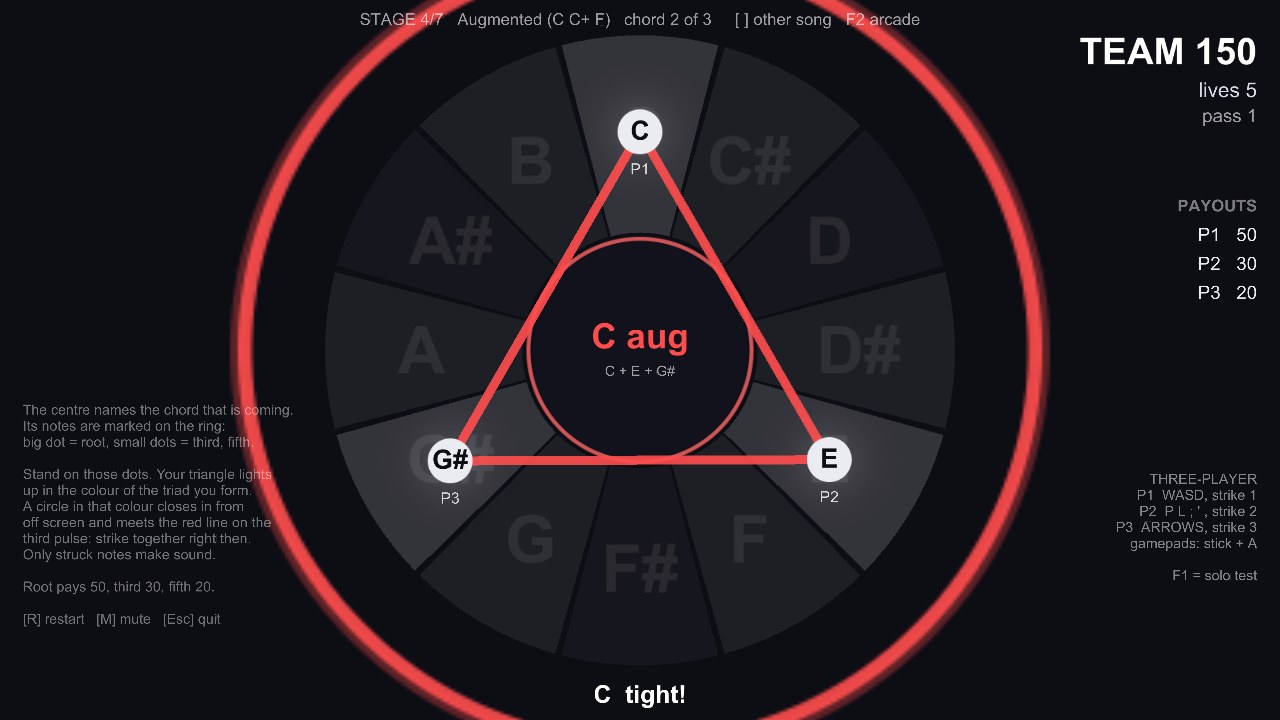 STAGE 4/7 Augmented (C C+ F) chord 2 of 3 [ ] other song F2 arcade
TEAM 150
lives 5
pass 1
PAYOUTS
P1 50
P2 30
P3 20
C
P1
B
C#
A#
D
A
D#
C aug
C + E + G#
G#
P3
E
P2
G
F
F#
The centre names the chord that is coming.
Its notes are marked on the ring:
big dot = root, small dots = third, fifth.
Stand on those dots. Your triangle lights
up in the colour of the triad you form.
A circle in that colour closes in from
off screen and meets the red line on the
third pulse: strike together right then.
Only struck notes make sound.
Root pays 50, third 30, fifth 20.
[R] restart [M] mute [Esc] quit
THREE-PLAYER
P1 WASD, strike 1
P2 P L ; ' , strike 2
P3 ARROWS, strike 3
gamepads: stick + A
F1 = solo test
C tight!